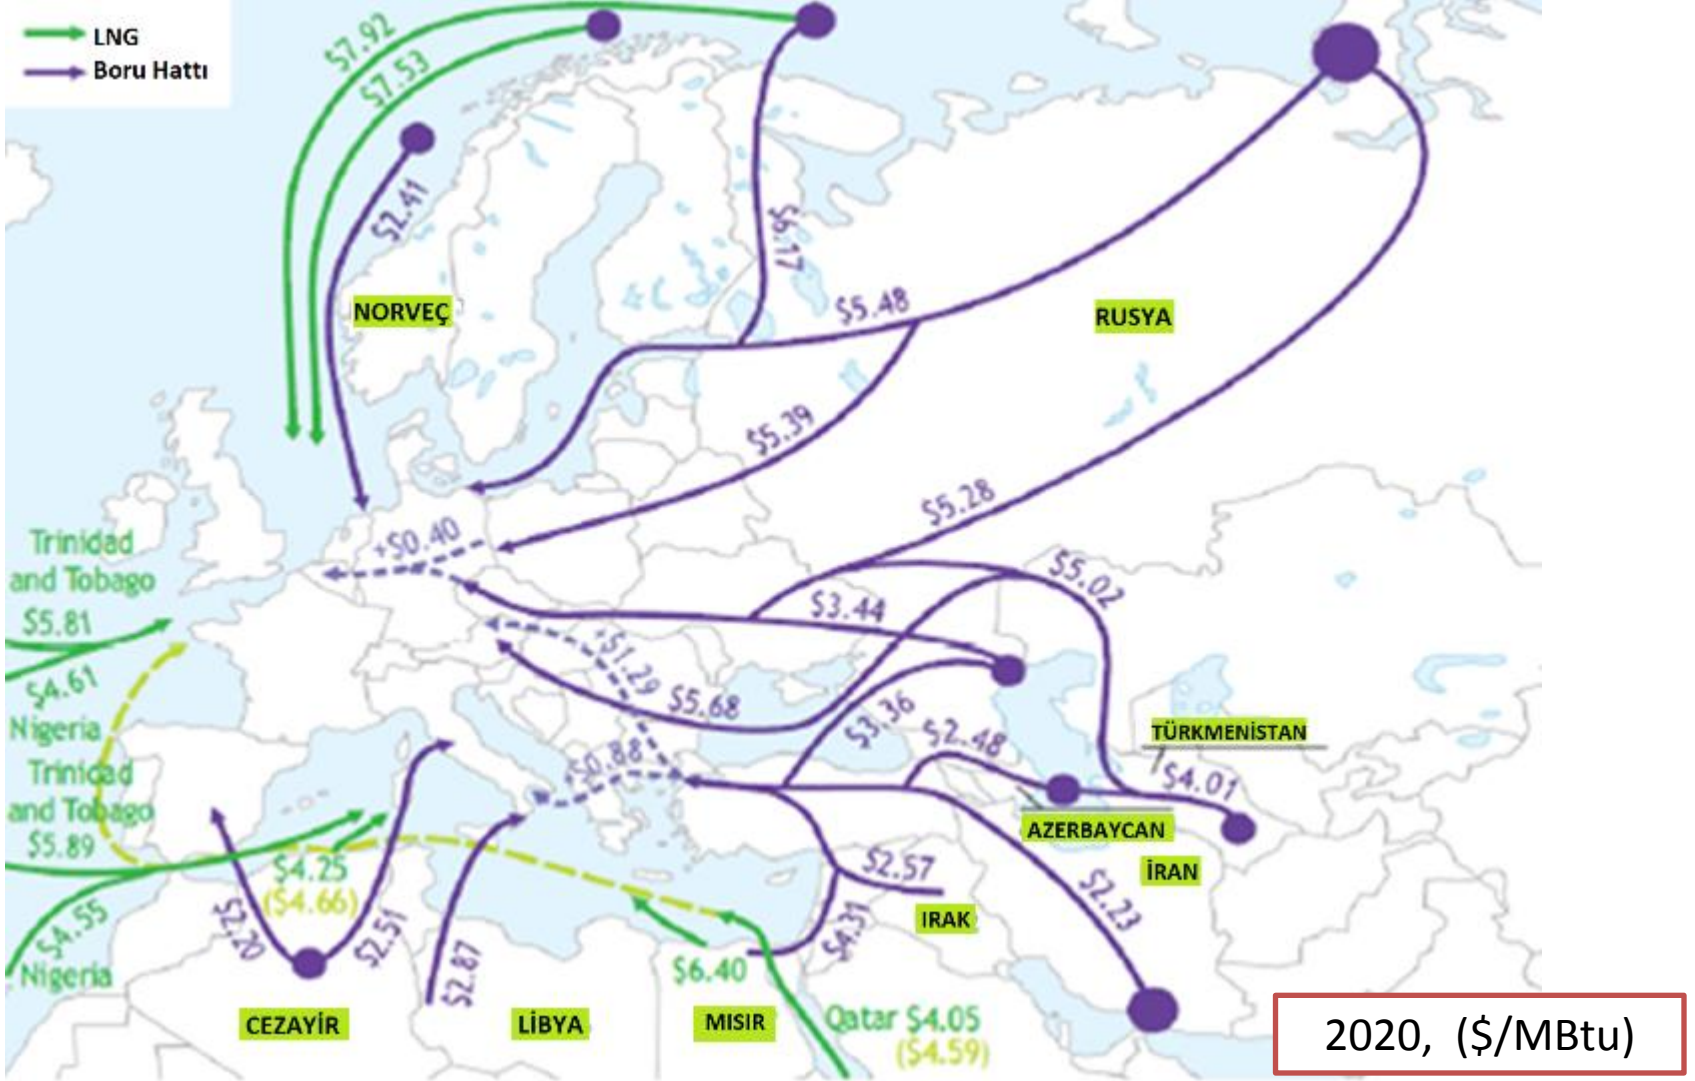 LNG
Boru Hattı
$7.92
$7.53
$2.41
$6.17
NORVEÇ
$5.48
RUSYA
$5.39
$5.28
+$0.40
Trinidad
and Tobago
$5.81
$4.61
Nigeria
Trinidad
and Tobago
$5.89
$5.02
$3.44
+$1.29
$5.68
$3.36
$2.48
+$0.88
TÜRKMENİSTAN
$4.01
AZERBAYCAN
İRAN
$4.25
($4.66)
$2.57
$2.23
IRAK
$4.31
$4.55
Nigeria
$2.20
$2.51
$2.87
$6.40
CEZAYİR
LİBYA
MISIR
Qatar $4.05
($4.59)
2020, ($/MBtu)